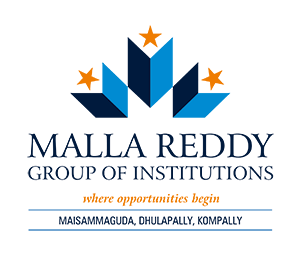 MALLA REDDY
GROUP OF INSTITUTIONS
where opportunities begin
MAISAMMAGUDA, DHULAPALLY, KOMPALLY